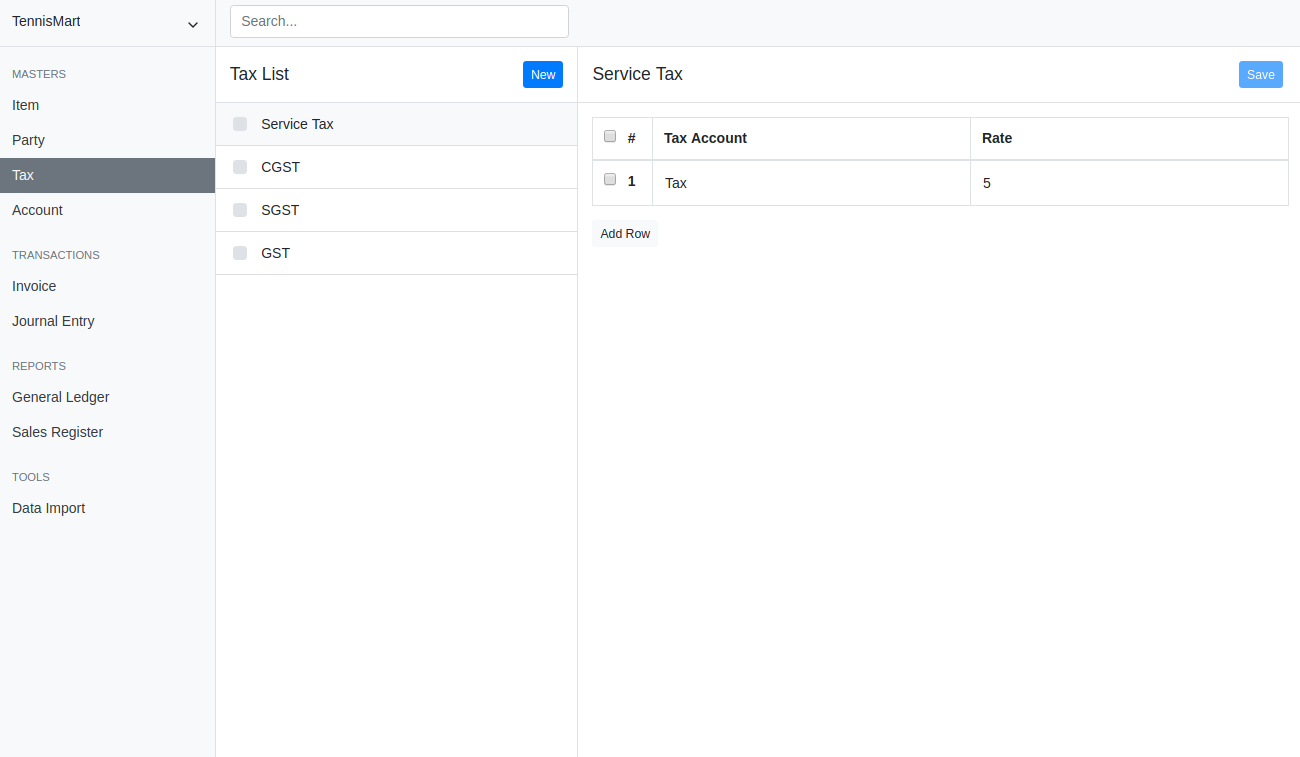 TennisMart
Search...
MASTERS
Item
Party
Tax
Account
TRANSACTIONS
Invoice
Journal Entry
REPORTS
General Ledger
Sales Register
TOOLS
Data Import
Tax List
New
Service Tax
CGST
SGST
GST
Service Tax
Save
# Tax Account Rate
1 Tax 5
Add Row